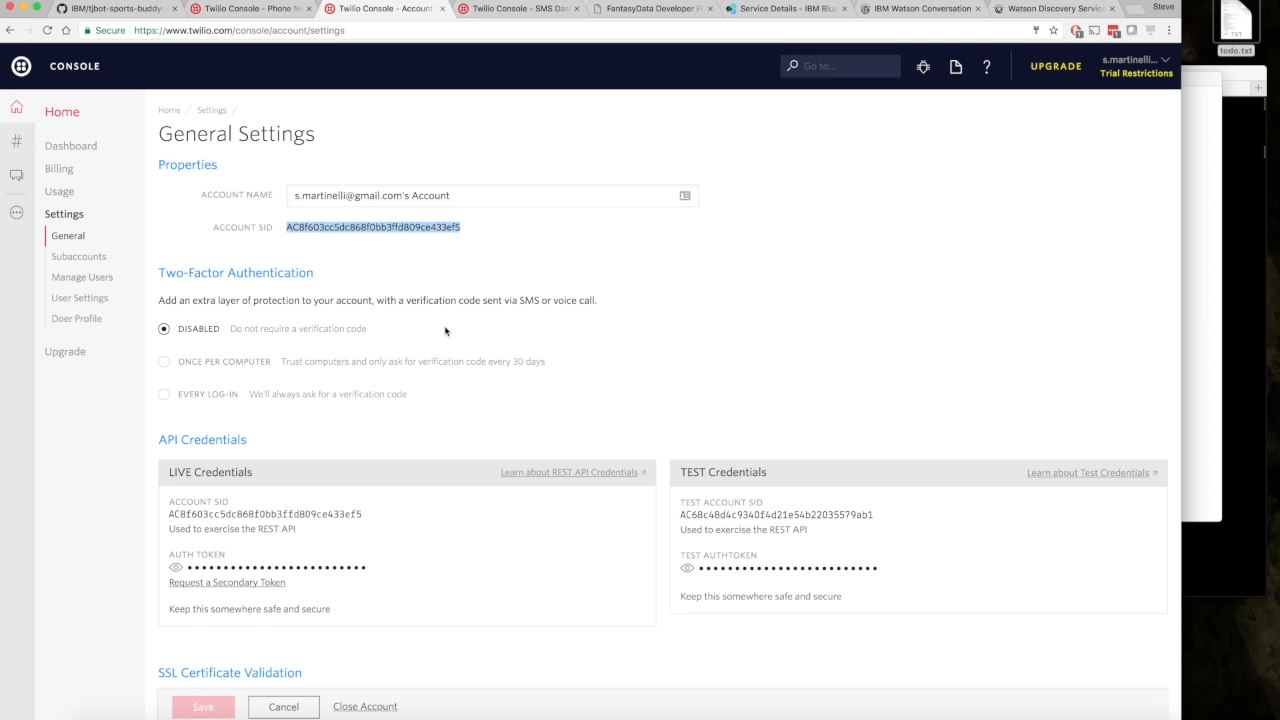 IBM/tjbot-sports-buddy:
Twilio Console - Phone N
Twilio Console - Account
Twilio Console - SMS Das
FantasyData Developer P
Service Details - IBM Blue
IBM Watson Conversation
Watson Discovery Service
Steve
Secure
https://www.twilio.com/console/account/settings
TXT
todo.txt
CONSOLE
Go to...
UPGRADE
s.martinelli...
Trial Restrictions
Home
Dashboard
Billing
Usage
Settings
General
Subaccounts
Manage Users
User Settings
Doer Profile
Upgrade
Home / Settings /
General Settings
Properties
ACCOUNT NAME
s.martinelli@gmail.com's Account
ACCOUNT SID
AC8f603cc5dc868f0bb3ffd809ce433ef5
Two-Factor Authentication
Add an extra layer of protection to your account, with a verification code sent via SMS or voice call.
DISABLED Do not require a verification code
ONCE PER COMPUTER Trust computers and only ask for verification code every 30 days
EVERY LOG-IN We'll always ask for a verification code
API Credentials
LIVE Credentials
Learn about REST API Credentials
ACCOUNT SID
AC8f603cc5dc868f0bb3ffd809ce433ef5
Used to exercise the REST API
AUTH TOKEN
Request a Secondary Token
Keep this somewhere safe and secure
TEST Credentials
Learn about Test Credentials
TEST ACCOUNT SID
AC68c48d4c9340f4d21e54b22035579ab1
Used to exercise the REST API
TEST AUTHTOKEN
Keep this somewhere safe and secure
SSL Certificate Validation
Save
Cancel
Close Account